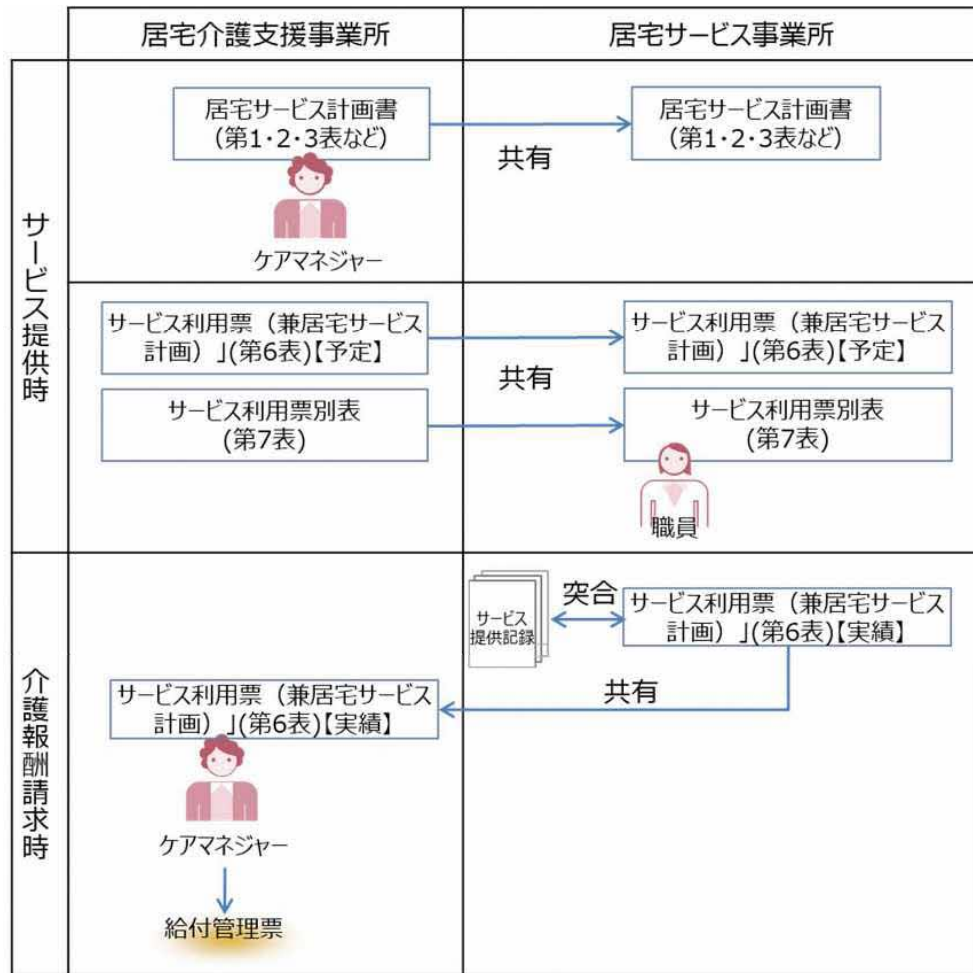 居宅介護支援事業所
居宅サービス事業所
サービス提供時
居宅サービス計画書
(第1・2・3表など)
共有
居宅サービス計画書
(第1・2・3表など)
ケアマネジャー
サービス利用票（兼居宅サービス
計画）」(第6表)【予定】
共有
サービス利用票（兼居宅サービス
計画）」(第6表)【予定】
サービス利用票別表
(第7表)
サービス利用票別表
(第7表)
職員
介護報酬請求時
サービス
提供記録
突合
サービス利用票（兼居宅サービス
計画）」(第6表)【実績】
共有
サービス利用票（兼居宅サービス
計画）」(第6表)【実績】
ケアマネジャー
給付管理票